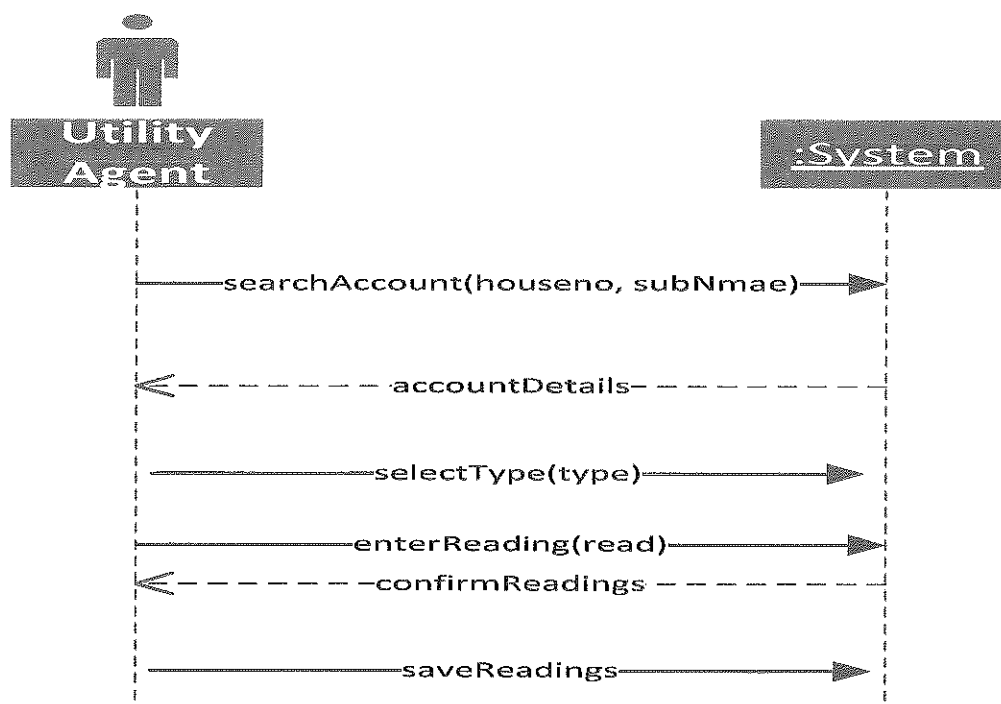 Utility
Agent
:System
searchAccount(houseno, subNmae)
accountDetails
selectType(type)
enterReading(read)
confirmReadings
saveReadings